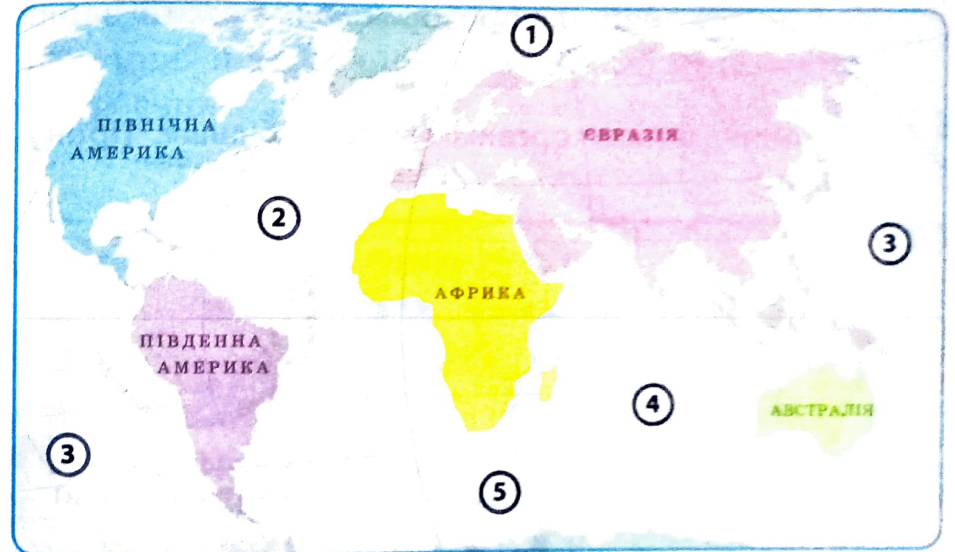 1
ПІВНІЧНА
АМЕРИКА
ЄВРАЗІЯ
2
3
АФРИКА
ПІВДЕННА
АМЕРИКА
4
АВСТРАЛІЯ
3
5